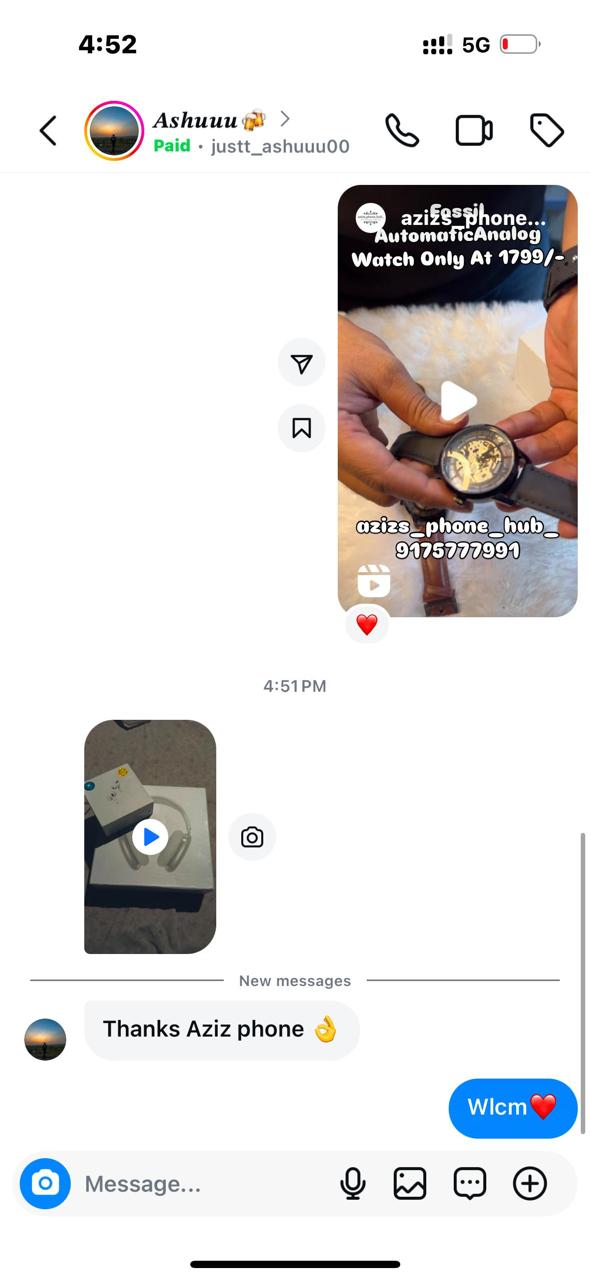 4:52
5G
𝑨𝒔𝒉𝒖𝒖𝒖🍻
Paid · justt_ashuuu00
azizs_phone...
Fossil
AutomaticAnalog
Watch Only At 1799/-
azizs_phone_hub_
9175777991
4:51 PM
New messages
Thanks Aziz phone 👌
Wlcm❤️
Message...